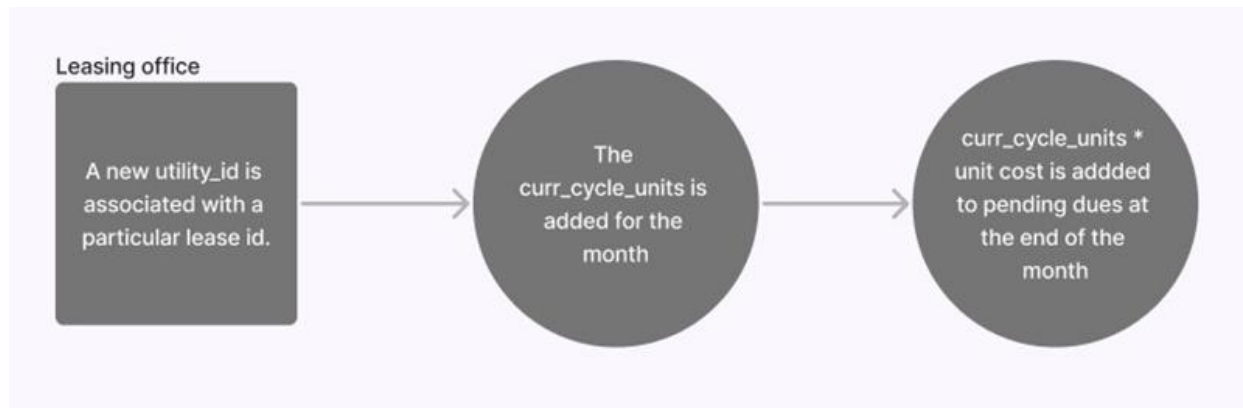 Leasing office
A new utility_id is
associated with a
particular lease id.
The
curr_cycle_units is
added for the
month
curr_cycle_units *
unit cost is addded
to pending dues at
the end of the
month